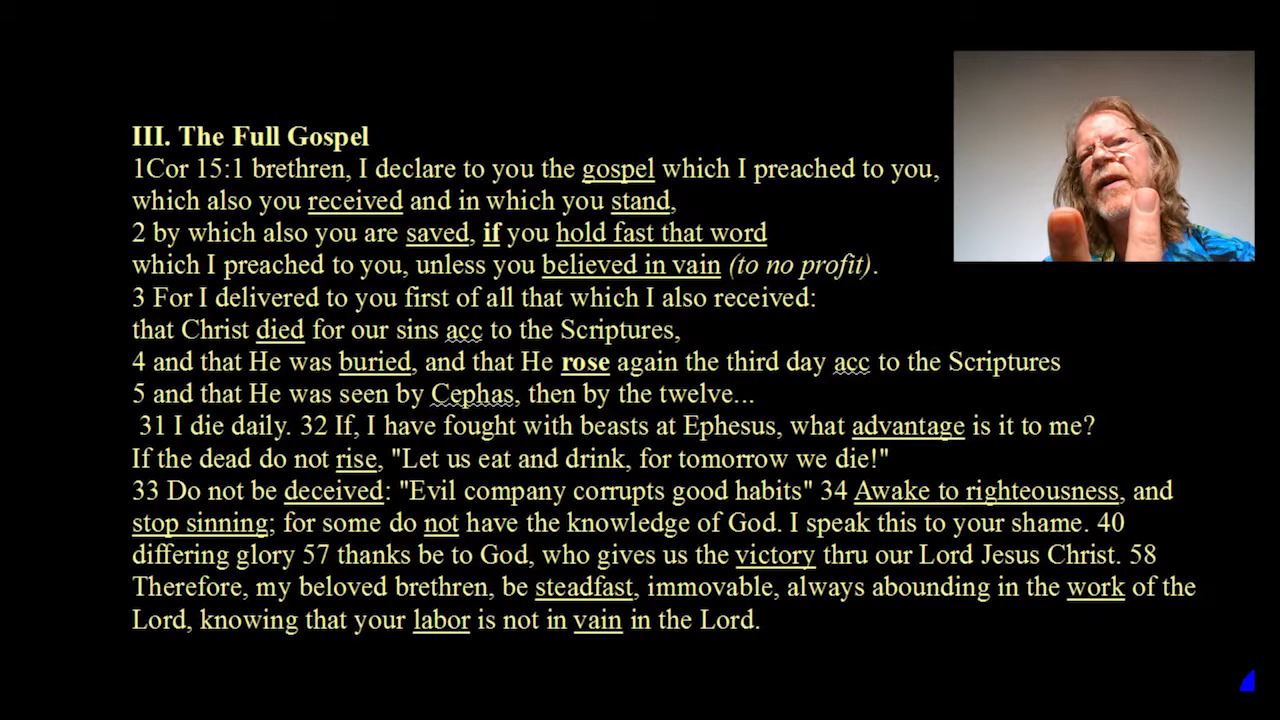 III. The Full Gospel
1Cor 15:1 brethren, I declare to you the gospel which I preached to you,
which also you received and in which you stand,
2 by which also you are saved, if you hold fast that word
which I preached to you, unless you believed in vain (to no profit).
3 For I delivered to you first of all that which I also received:
that Christ died for our sins acc to the Scriptures,
4 and that He was buried, and that He rose again the third day acc to the Scriptures
5 and that He was seen by Cephas, then by the twelve...
31 I die daily. 32 If, I have fought with beasts at Ephesus, what advantage is it to me?
If the dead do not rise, "Let us eat and drink, for tomorrow we die!"
33 Do not be deceived: "Evil company corrupts good habits" 34 Awake to righteousness, and
stop sinning; for some do not have the knowledge of God. I speak this to your shame. 40
differing glory 57 thanks be to God, who gives us the victory thru our Lord Jesus Christ. 58
Therefore, my beloved brethren, be steadfast, immovable, always abounding in the work of the
Lord, knowing that your labor is not in vain in the Lord.